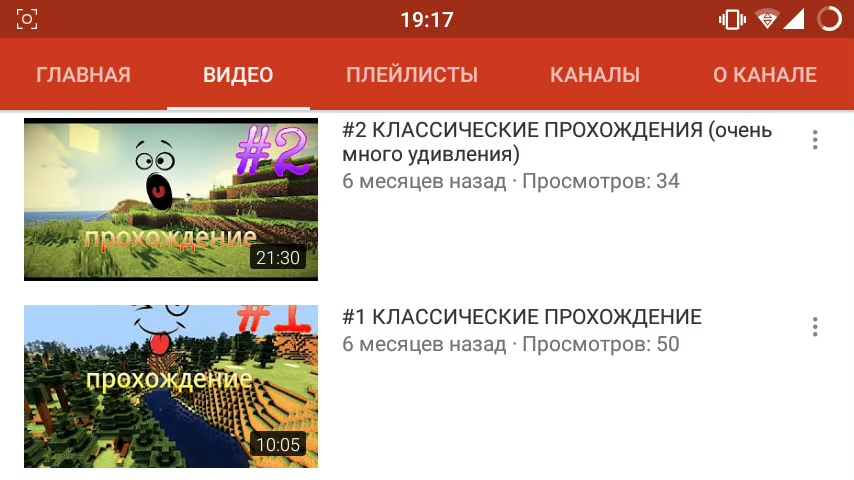 19:17
ГЛАВНАЯ ВИДЕО ПЛЕЙЛИСТЫ КАНАЛЫ О КАНАЛЕ
#2
прохождение
21:30
#2 КЛАССИЧЕСКИЕ ПРОХОЖДЕНИЯ (очень
много удивления)
6 месяцев назад · Просмотров: 34
#1
прохождение
10:05
#1 КЛАССИЧЕСКИЕ ПРОХОЖДЕНИЕ
6 месяцев назад · Просмотров: 50